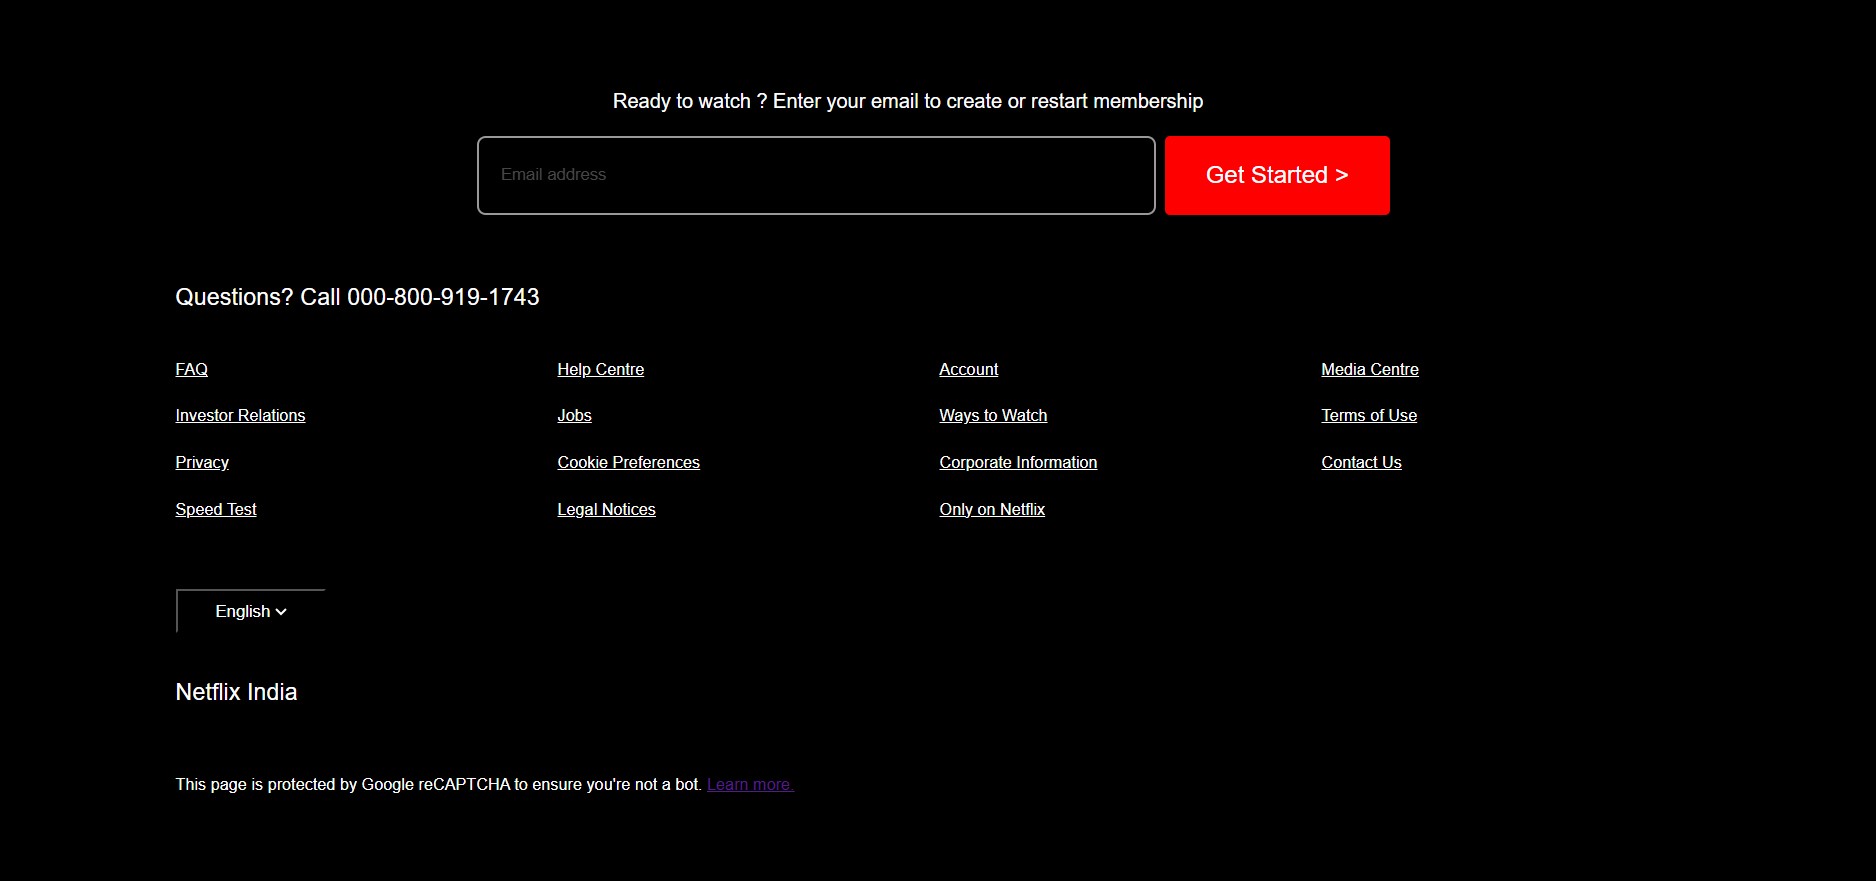 Ready to watch ? Enter your email to create or restart membership
Email address
Get Started >
Questions? Call 000-800-919-1743
FAQ
Help Centre
Account
Media Centre
Investor Relations
Jobs
Ways to Watch
Terms of Use
Privacy
Cookie Preferences
Corporate Information
Contact Us
Speed Test
Legal Notices
Only on Netflix
English
Netflix India
This page is protected by Google reCAPTCHA to ensure you're not a bot. Learn more.